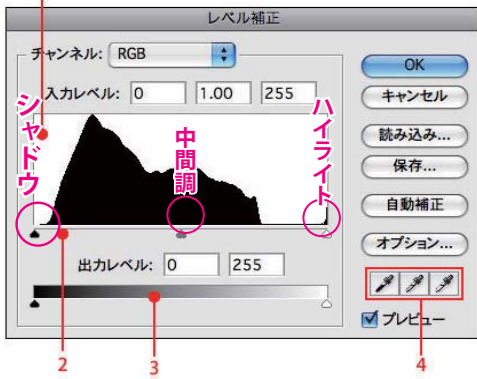 レベル補正
チャンネル: RGB
入力レベル: 0 1.00 255
シャドウ
中間調
ハイライト
出力レベル: 0 255
OK
キャンセル
読み込み...
保存...
自動補正
オプション...
プレビュー
2
3
4